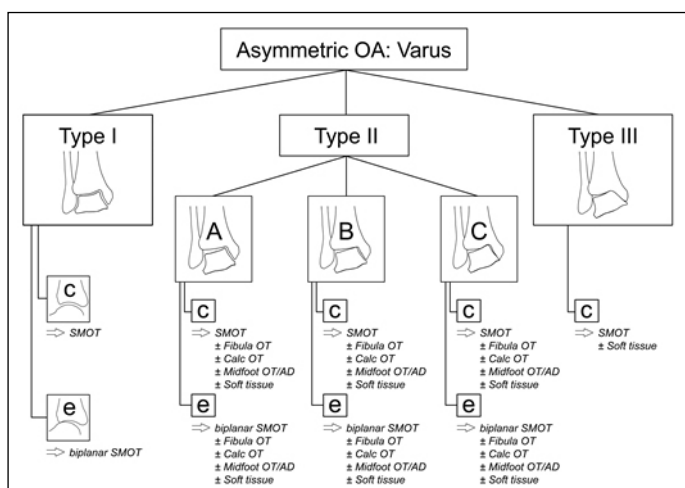 Asymmetric OA: Varus
Type I
Type II
Type III
A
B
C
c
⇒ SMOT
e
⇒ biplanar SMOT
c
⇒ SMOT
± Fibula OT
± Calc OT
± Midfoot OT/AD
± Soft tissue
e
⇒ biplanar SMOT
± Fibula OT
± Calc OT
± Midfoot OT/AD
± Soft tissue
c
⇒ SMOT
± Fibula OT
± Calc OT
± Midfoot OT/AD
± Soft tissue
e
⇒ biplanar SMOT
± Fibula OT
± Calc OT
± Midfoot OT/AD
± Soft tissue
c
⇒ SMOT
± Fibula OT
± Calc OT
± Midfoot OT/AD
± Soft tissue
e
⇒ biplanar SMOT
± Fibula OT
± Calc OT
± Midfoot OT/AD
± Soft tissue
c
⇒ SMOT
± Soft tissue